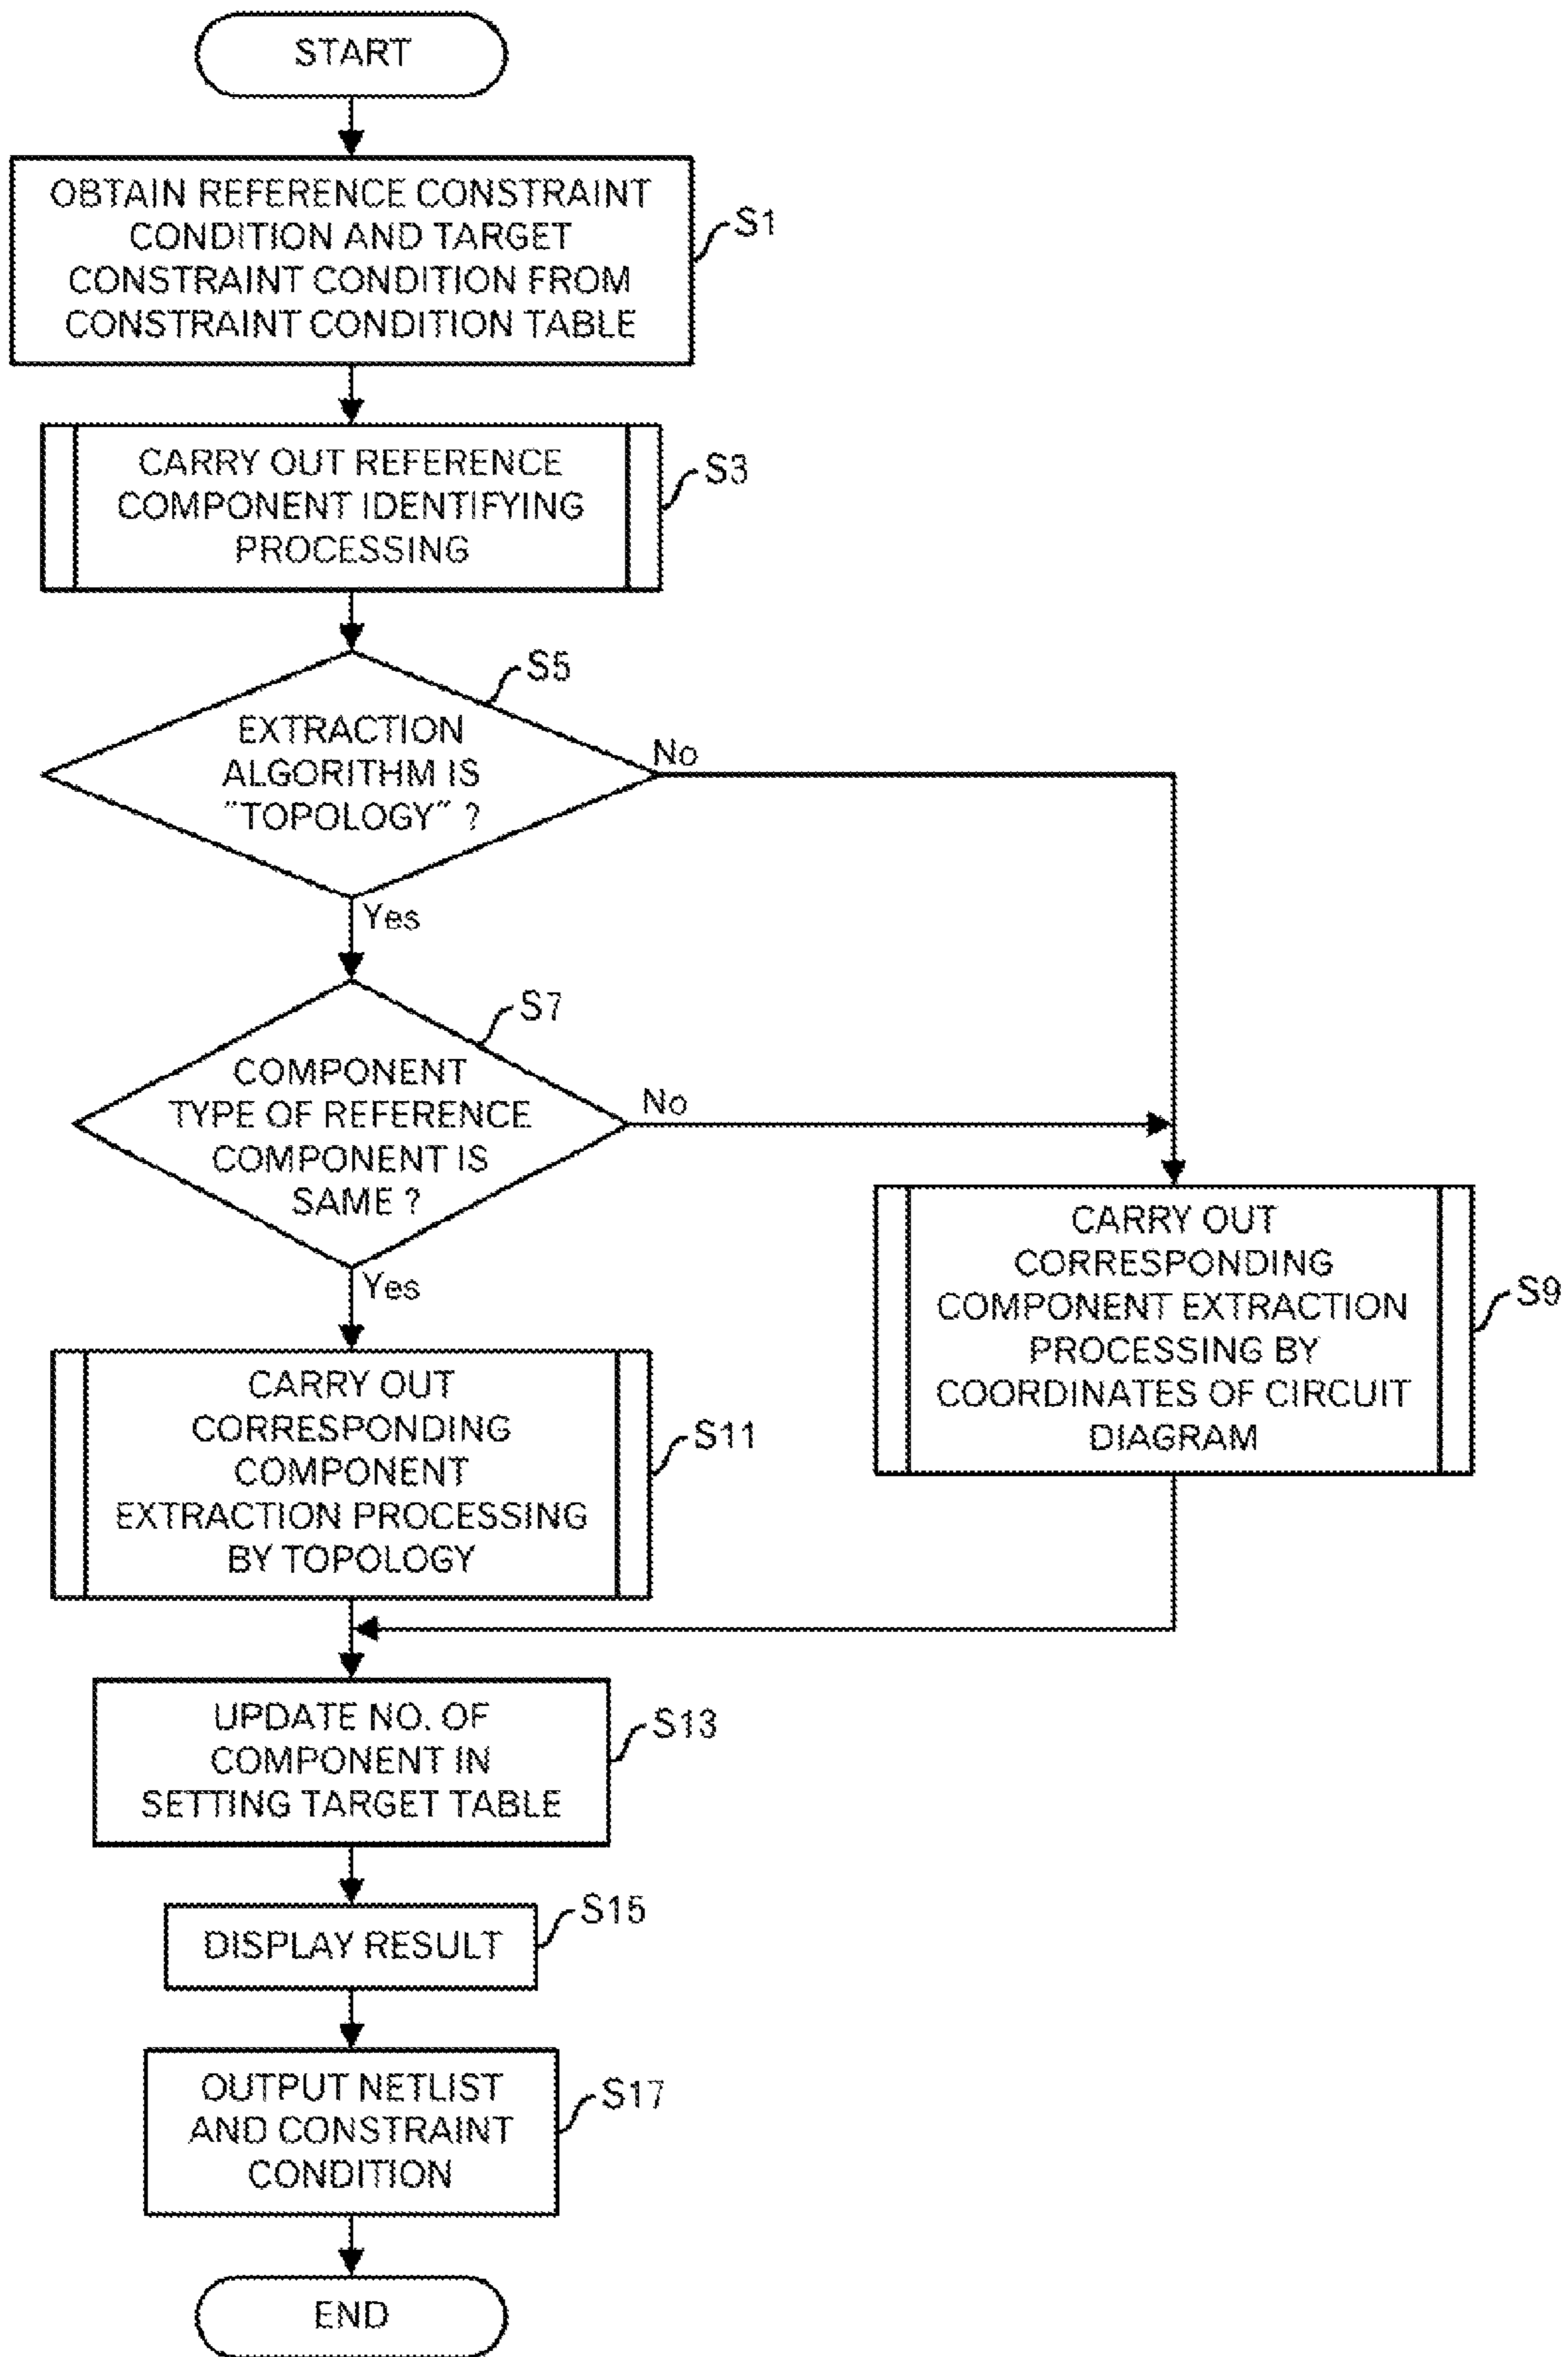 START
OBTAIN REFERENCE CONSTRAINT
CONDITION AND TARGET
CONSTRAINT CONDITION FROM
CONSTRAINT CONDITION TABLE
S1
CARRY OUT REFERENCE
COMPONENT IDENTIFYING
PROCESSING
S3
S5
EXTRACTION
ALGORITHM IS
"TOPOLOGY" ?
No
Yes
S7
COMPONENT
TYPE OF REFERENCE
COMPONENT IS
SAME ?
No
Yes
CARRY OUT
CORRESPONDING
COMPONENT EXTRACTION
PROCESSING BY
COORDINATES OF CIRCUIT
DIAGRAM
S9
CARRY OUT
CORRESPONDING
COMPONENT
EXTRACTION PROCESSING
BY TOPOLOGY
S11
UPDATE NO. OF
COMPONENT IN
SETTING TARGET TABLE
S13
DISPLAY RESULT
S15
OUTPUT NETLIST
AND CONSTRAINT
CONDITION
S17
END